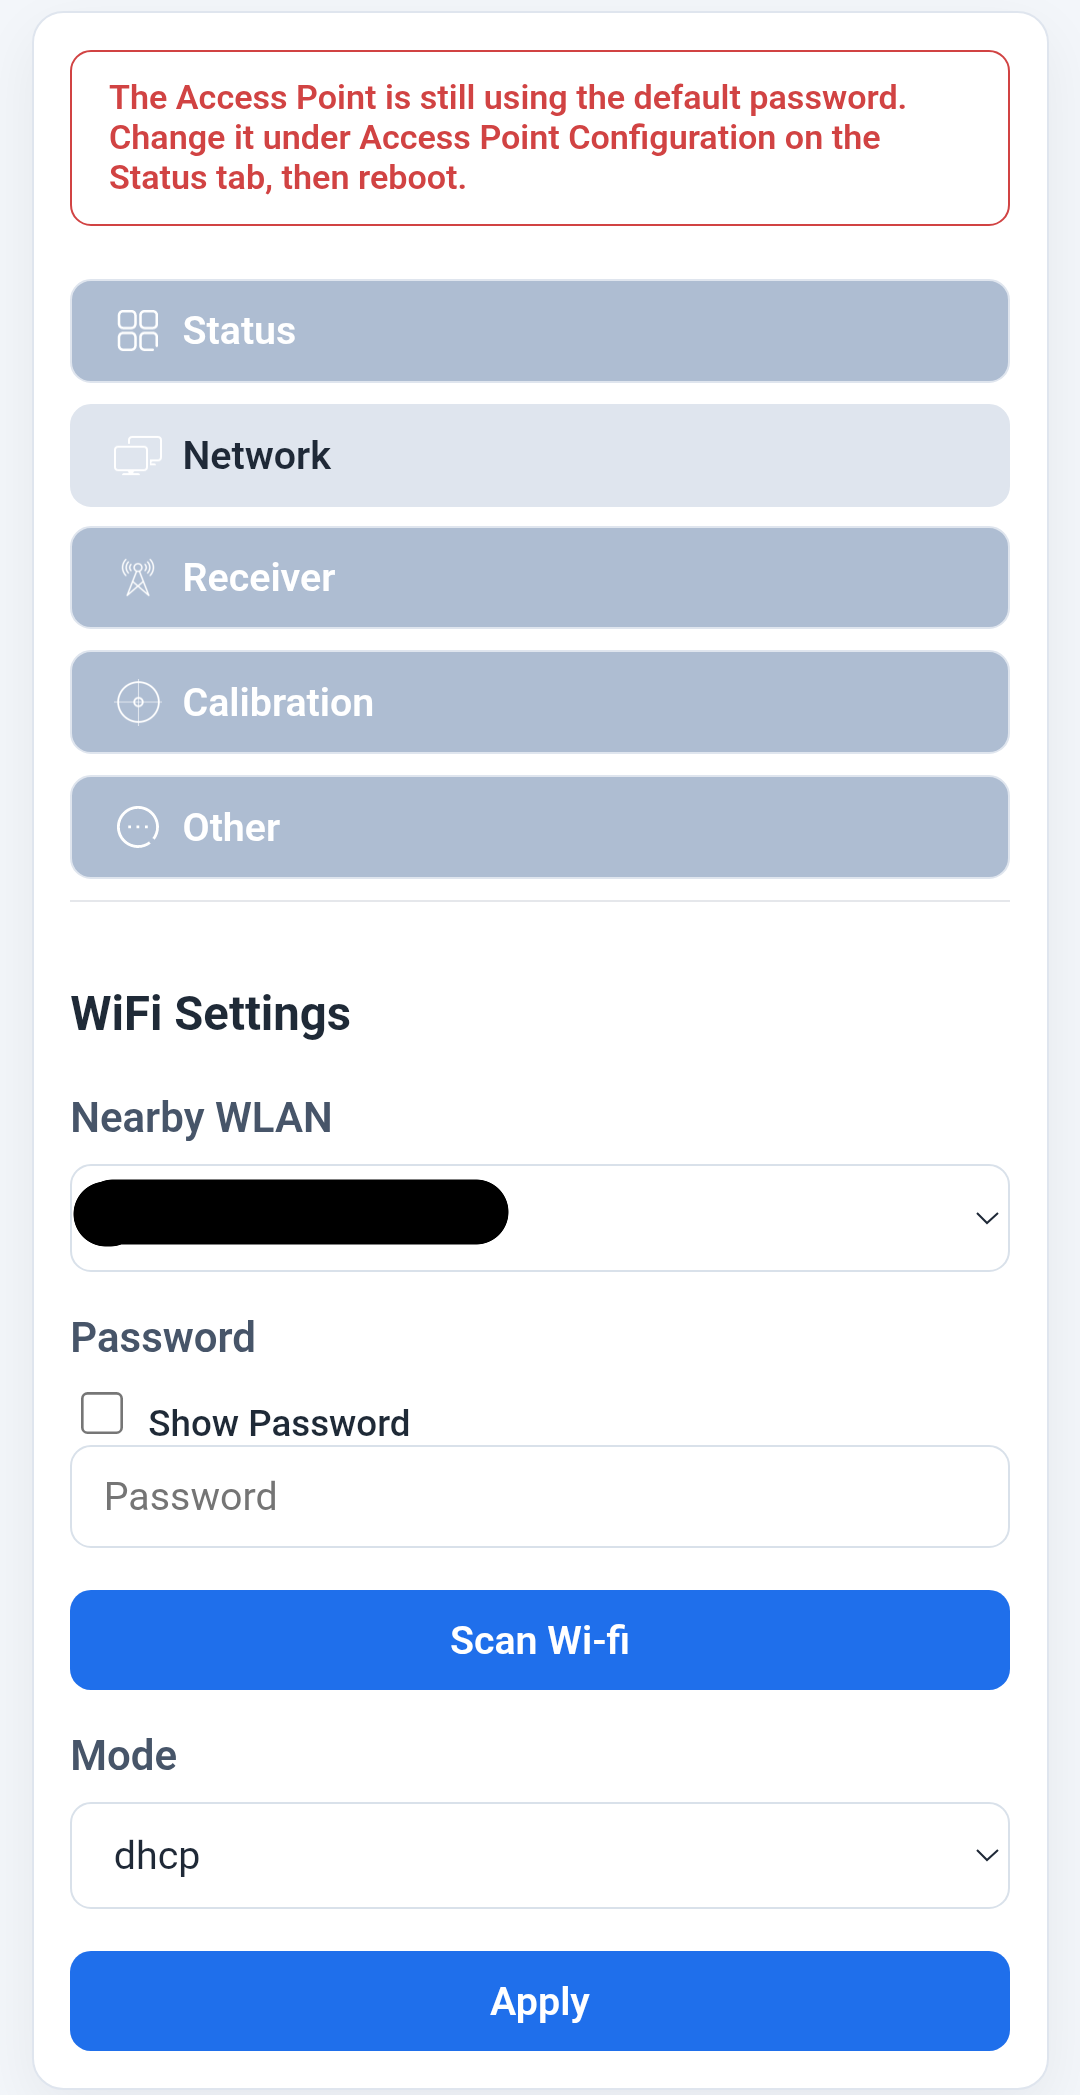 The Access Point is still using the default password.
Change it under Access Point Configuration on the
Status tab, then reboot.
Status
Network
Receiver
Calibration
Other
WiFi Settings
Nearby WLAN
Password
Show Password
Password
Scan Wi-fi
Mode
dhcp
Apply